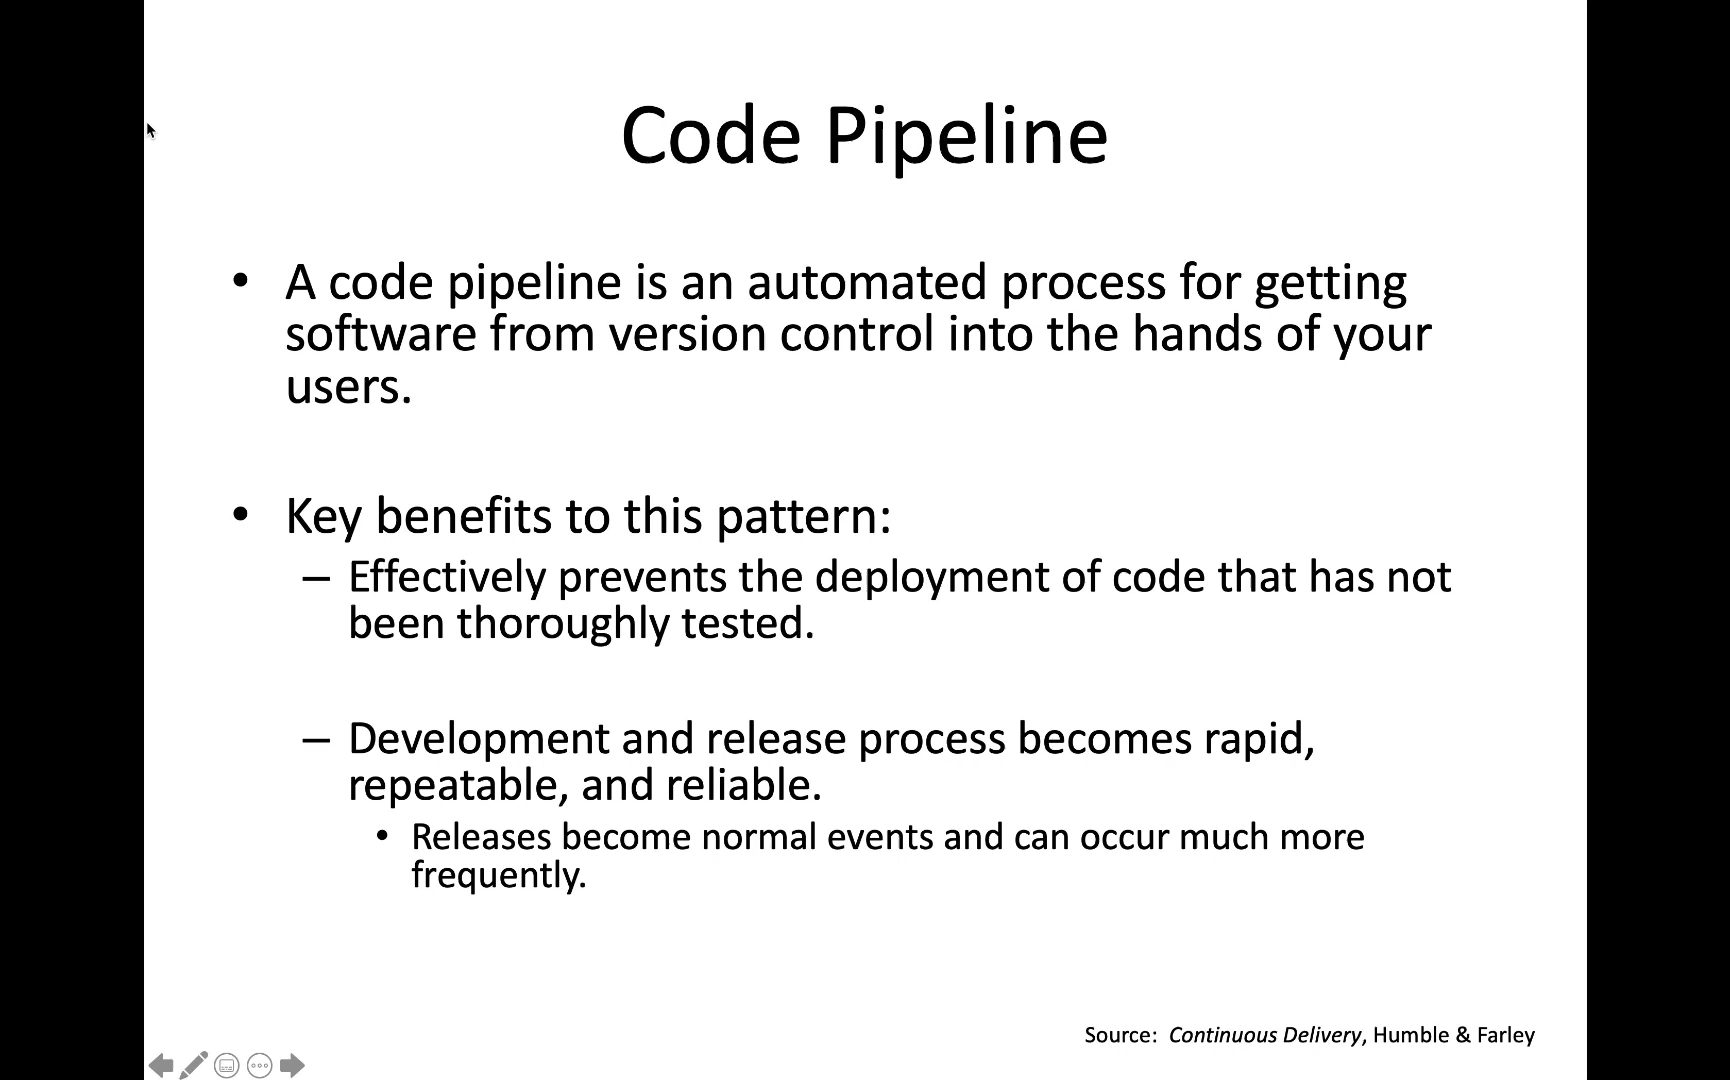 Code Pipeline
• A code pipeline is an automated process for getting
software from version control into the hands of your
users.
• Key benefits to this pattern:
– Effectively prevents the deployment of code that has not
been thoroughly tested.
– Development and release process becomes rapid,
repeatable, and reliable.
• Releases become normal events and can occur much more
frequently.
Source: Continuous Delivery, Humble & Farley